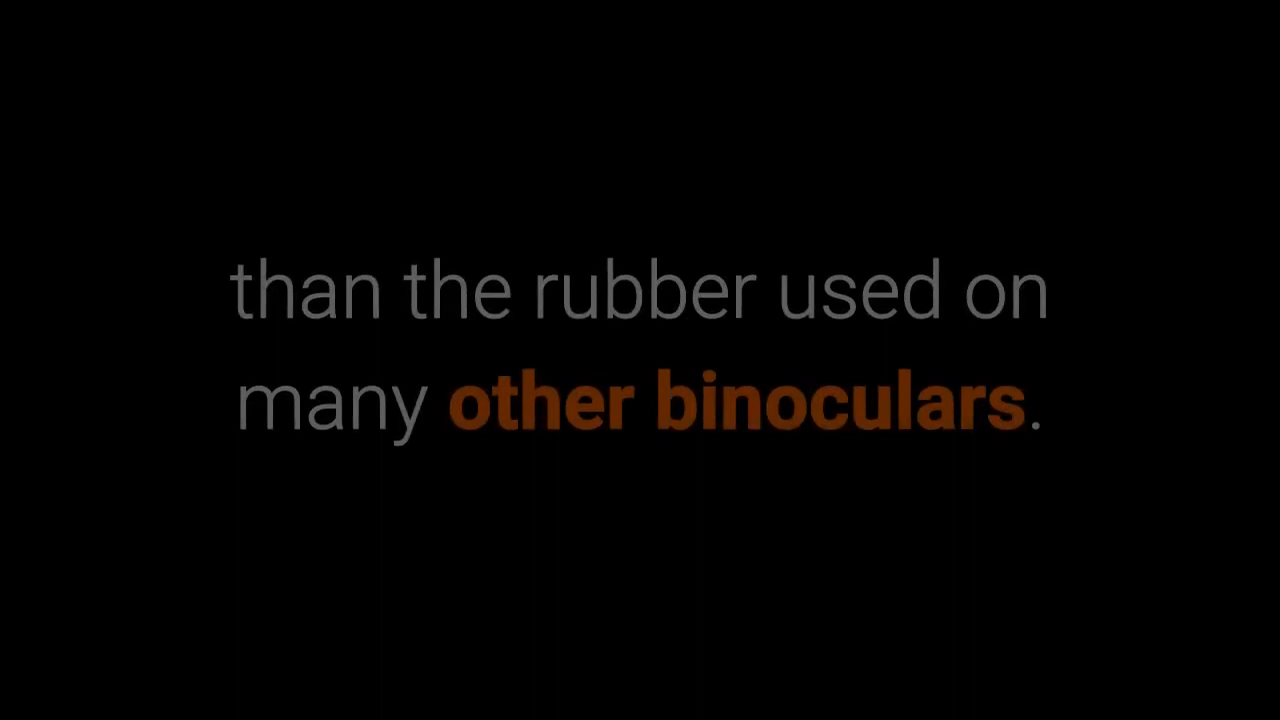 than the rubber used on
many other binoculars.